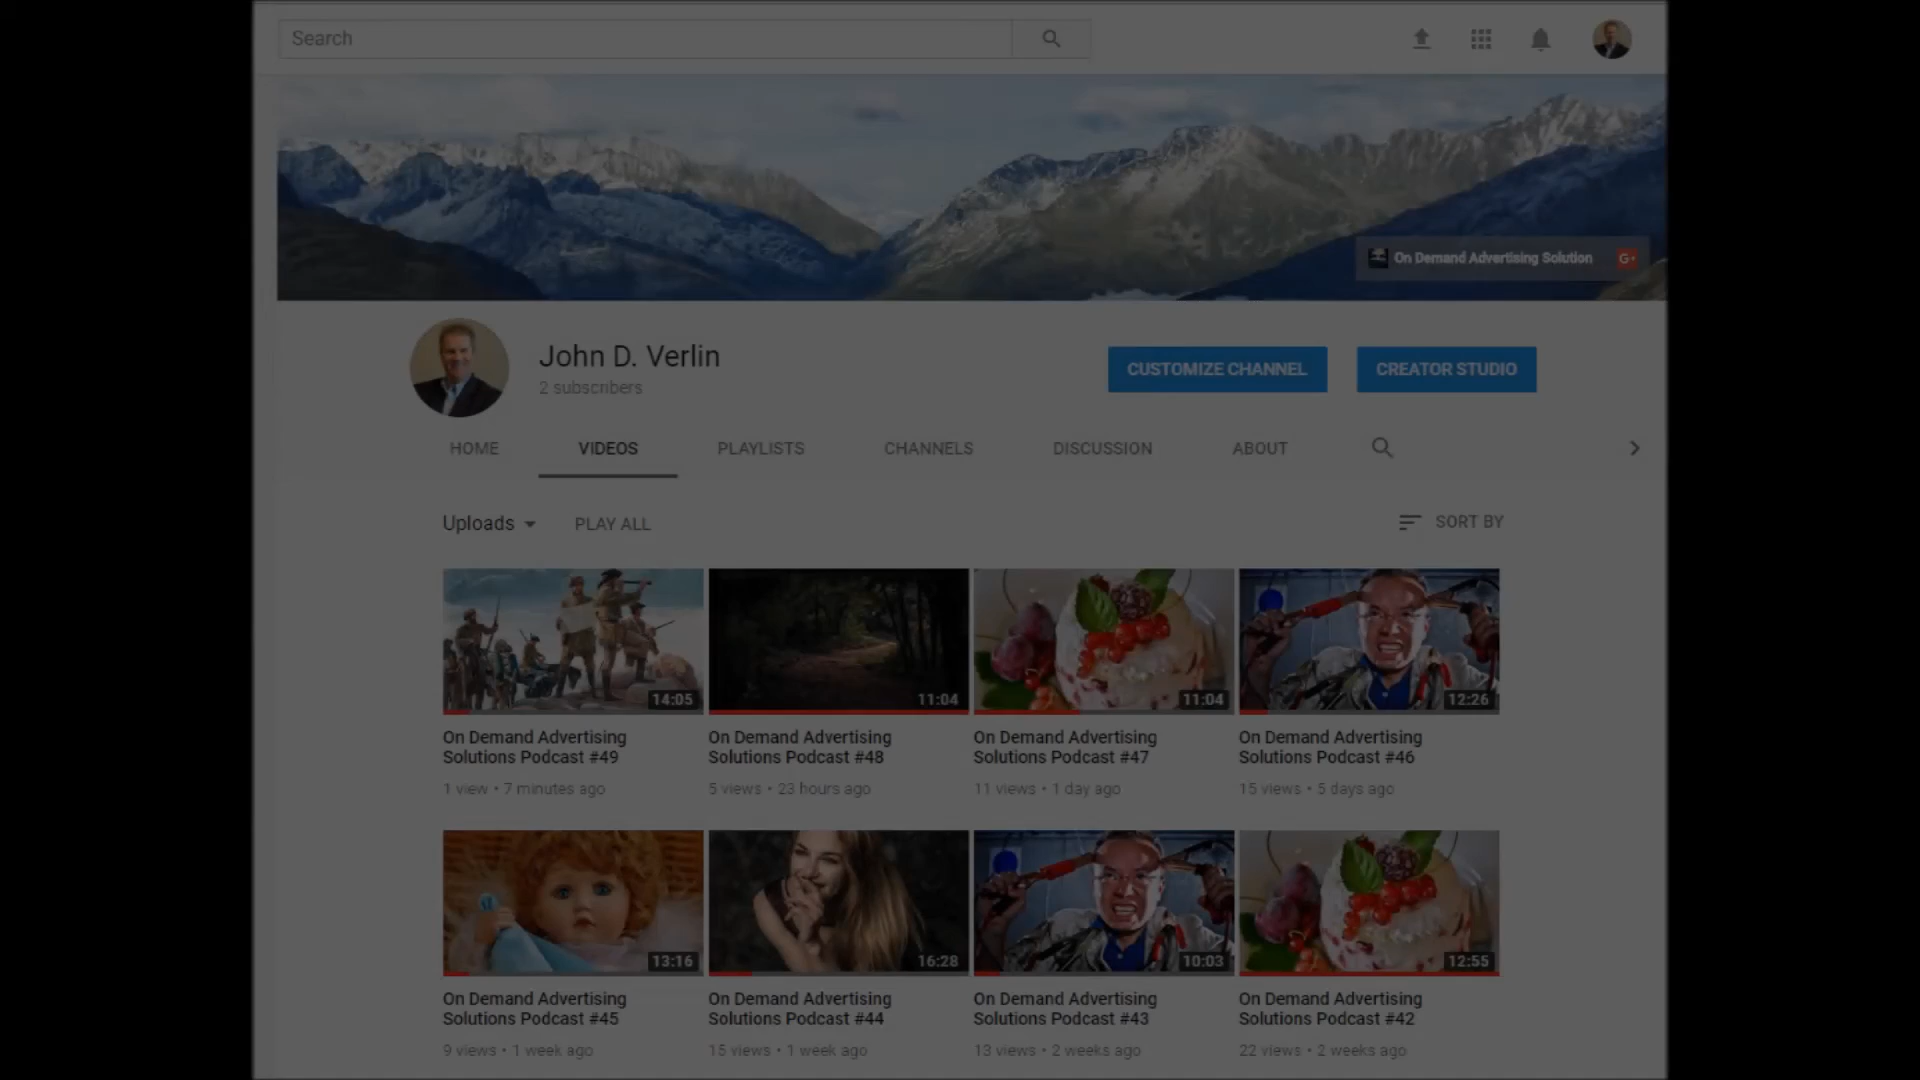 Search
On Demand Advertising Solution
G+
John D. Verlin
2 subscribers
CUSTOMIZE CHANNEL
CREATOR STUDIO
HOME
VIDEOS
PLAYLISTS
CHANNELS
DISCUSSION
ABOUT
Uploads
PLAY ALL
SORT BY
14:05
11:04
11:04
12:26
On Demand Advertising
Solutions Podcast #49
1 view • 7 minutes ago
On Demand Advertising
Solutions Podcast #48
5 views • 23 hours ago
On Demand Advertising
Solutions Podcast #47
11 views • 1 day ago
On Demand Advertising
Solutions Podcast #46
15 views • 5 days ago
13:16
16:28
10:03
12:55
On Demand Advertising
Solutions Podcast #45
9 views • 1 week ago
On Demand Advertising
Solutions Podcast #44
15 views • 1 week ago
On Demand Advertising
Solutions Podcast #43
13 views • 2 weeks ago
On Demand Advertising
Solutions Podcast #42
22 views • 2 weeks ago